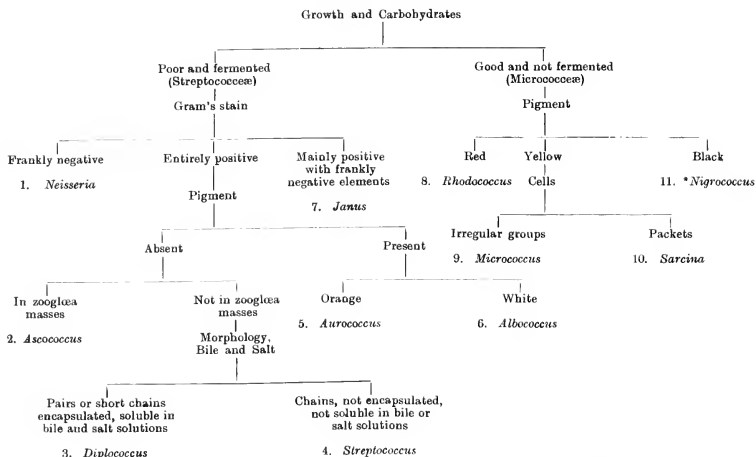 Growth and Carbohydrates
Poor and fermented
(Streptococceæ)
Good and not fermented
(Micrococceæ)
Gram's stain
Pigment
Frankly negative
Entirely positive
Mainly positive
with frankly
negative elements
Red
Yellow
Black
1. Neisseria
7. Janus
8. Rhodococcus
Cells
11. *Nigrococcus
Pigment
Irregular groups
Packets
9. Micrococcus
10. Sarcina
Absent
Present
In zooglœa
masses
Not in zooglœa
masses
Orange
White
2. Ascococcus
5. Aurococcus
6. Albococcus
Morphology,
Bile and Salt
Pairs or short chains
encapsulated, soluble in
bile and salt solutions
Chains, not encapsulated,
not soluble in bile or
salt solutions
3. Diplococcus
4. Streptococcus